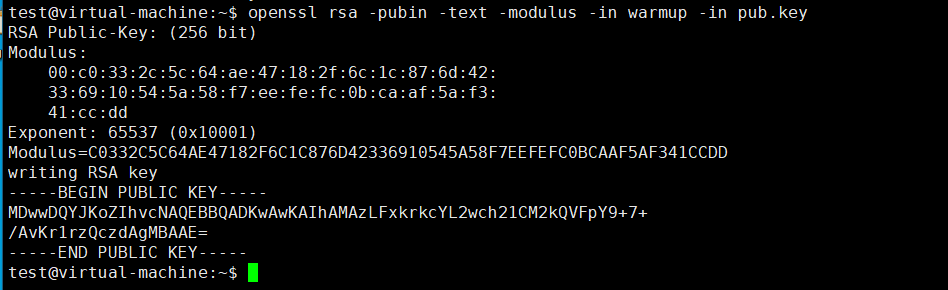 test@virtual-machine:~$ openssl rsa -pubin -text -modulus -in warmup -in pub.key
RSA Public-Key: (256 bit)
Modulus:
    00:c0:33:2c:5c:64:ae:47:18:2f:6c:1c:87:6d:42:
    33:69:10:54:5a:58:f7:ee:fe:fc:0b:ca:af:5a:f3:
    41:cc:dd
Exponent: 65537 (0x10001)
Modulus=C0332C5C64AE47182F6C1C876D42336910545A58F7EEFEFC0BCAAF5AF341CCDD
writing RSA key
-----BEGIN PUBLIC KEY-----
MDwwDQYJKoZIhvcNAQEBBQADKwAwKAIhAMAzLFxkrkcYL2wch21CM2kQVFpY9+7+
/AvKr1rzQczdAgMBAAE=
-----END PUBLIC KEY-----
test@virtual-machine:~$